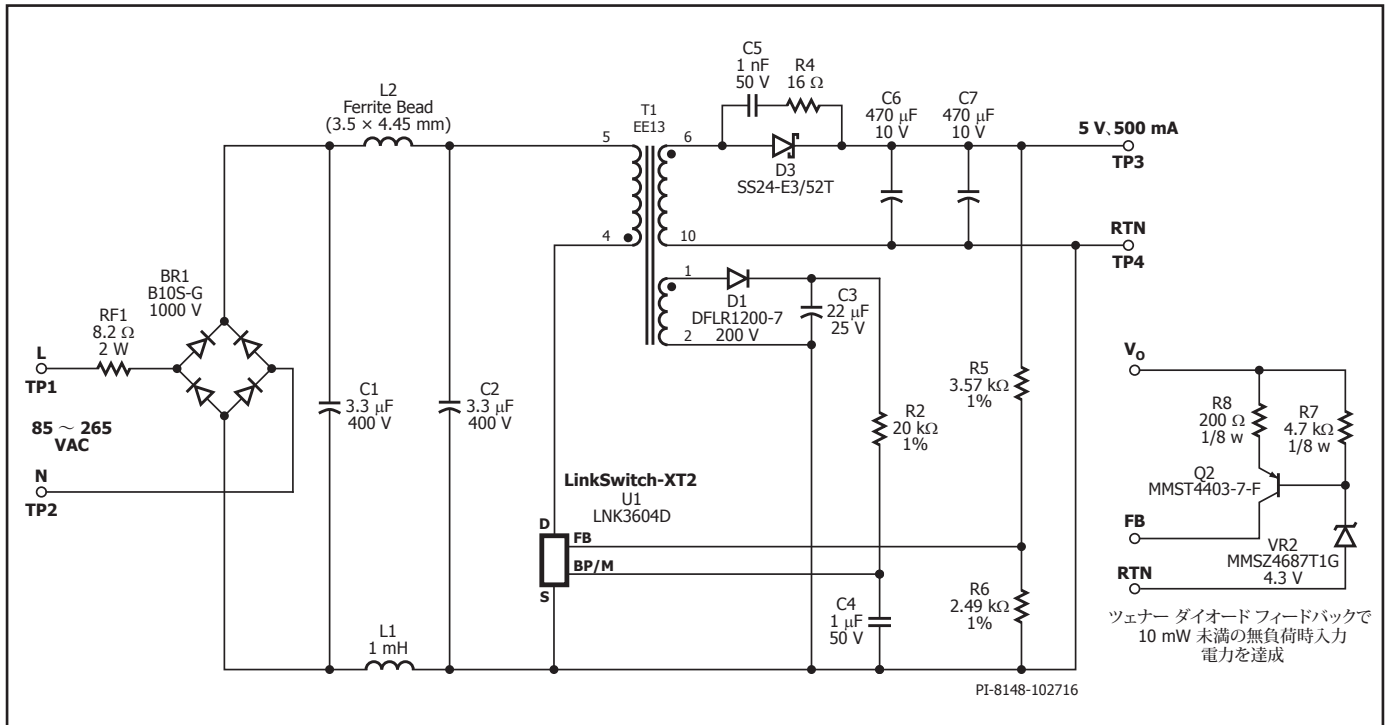 C5
1 nF
50 V
R4
16 Ω
L2
Ferrite Bead
(3.5 × 4.45 mm)
T1
EE13
C6
470 μF
10 V
C7
470 μF
10 V
5
6
5 V、500 mA
TP3
D3
SS24-E3/52T
4
10
RTN
TP4
BR1
B10S-G
1000 V
RF1
8.2 Ω
2 W
1
D1
DFLR1200-7
200 V
2
C3
22 μF
25 V
L
TP1
85 ～ 265
VAC
N
TP2
C1
3.3 μF
400 V
C2
3.3 μF
400 V
R2
20 kΩ
1%
R5
3.57 kΩ
1%
LinkSwitch-XT2
U1
LNK3604D
D
FB
BP/M
S
C4
1 μF
50 V
R6
2.49 kΩ
1%
L1
1 mH
VO
R8
200 Ω
1/8 w
R7
4.7 kΩ
1/8 w
Q2
MMST4403-7-F
FB
VR2
MMSZ4687T1G
4.3 V
RTN
ツェナー ダイオード フィードバックで
10 mW 未満の無負荷時入力
電力を達成
PI-8148-102716